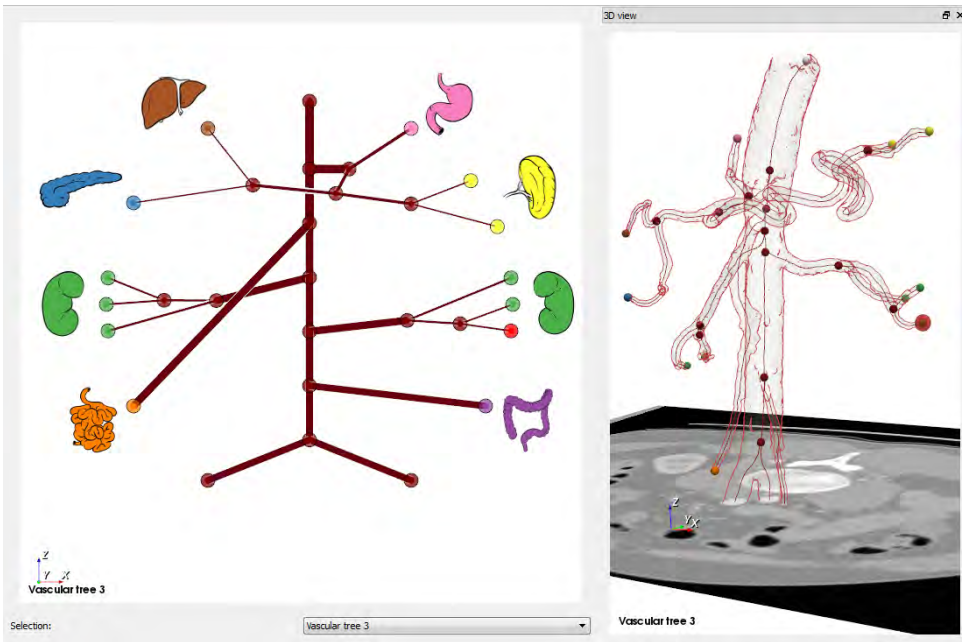 3D view
Z
Y X
Vascular tree 3
Selection:
Vascular tree 3
Z
Y X
Vascular tree 3